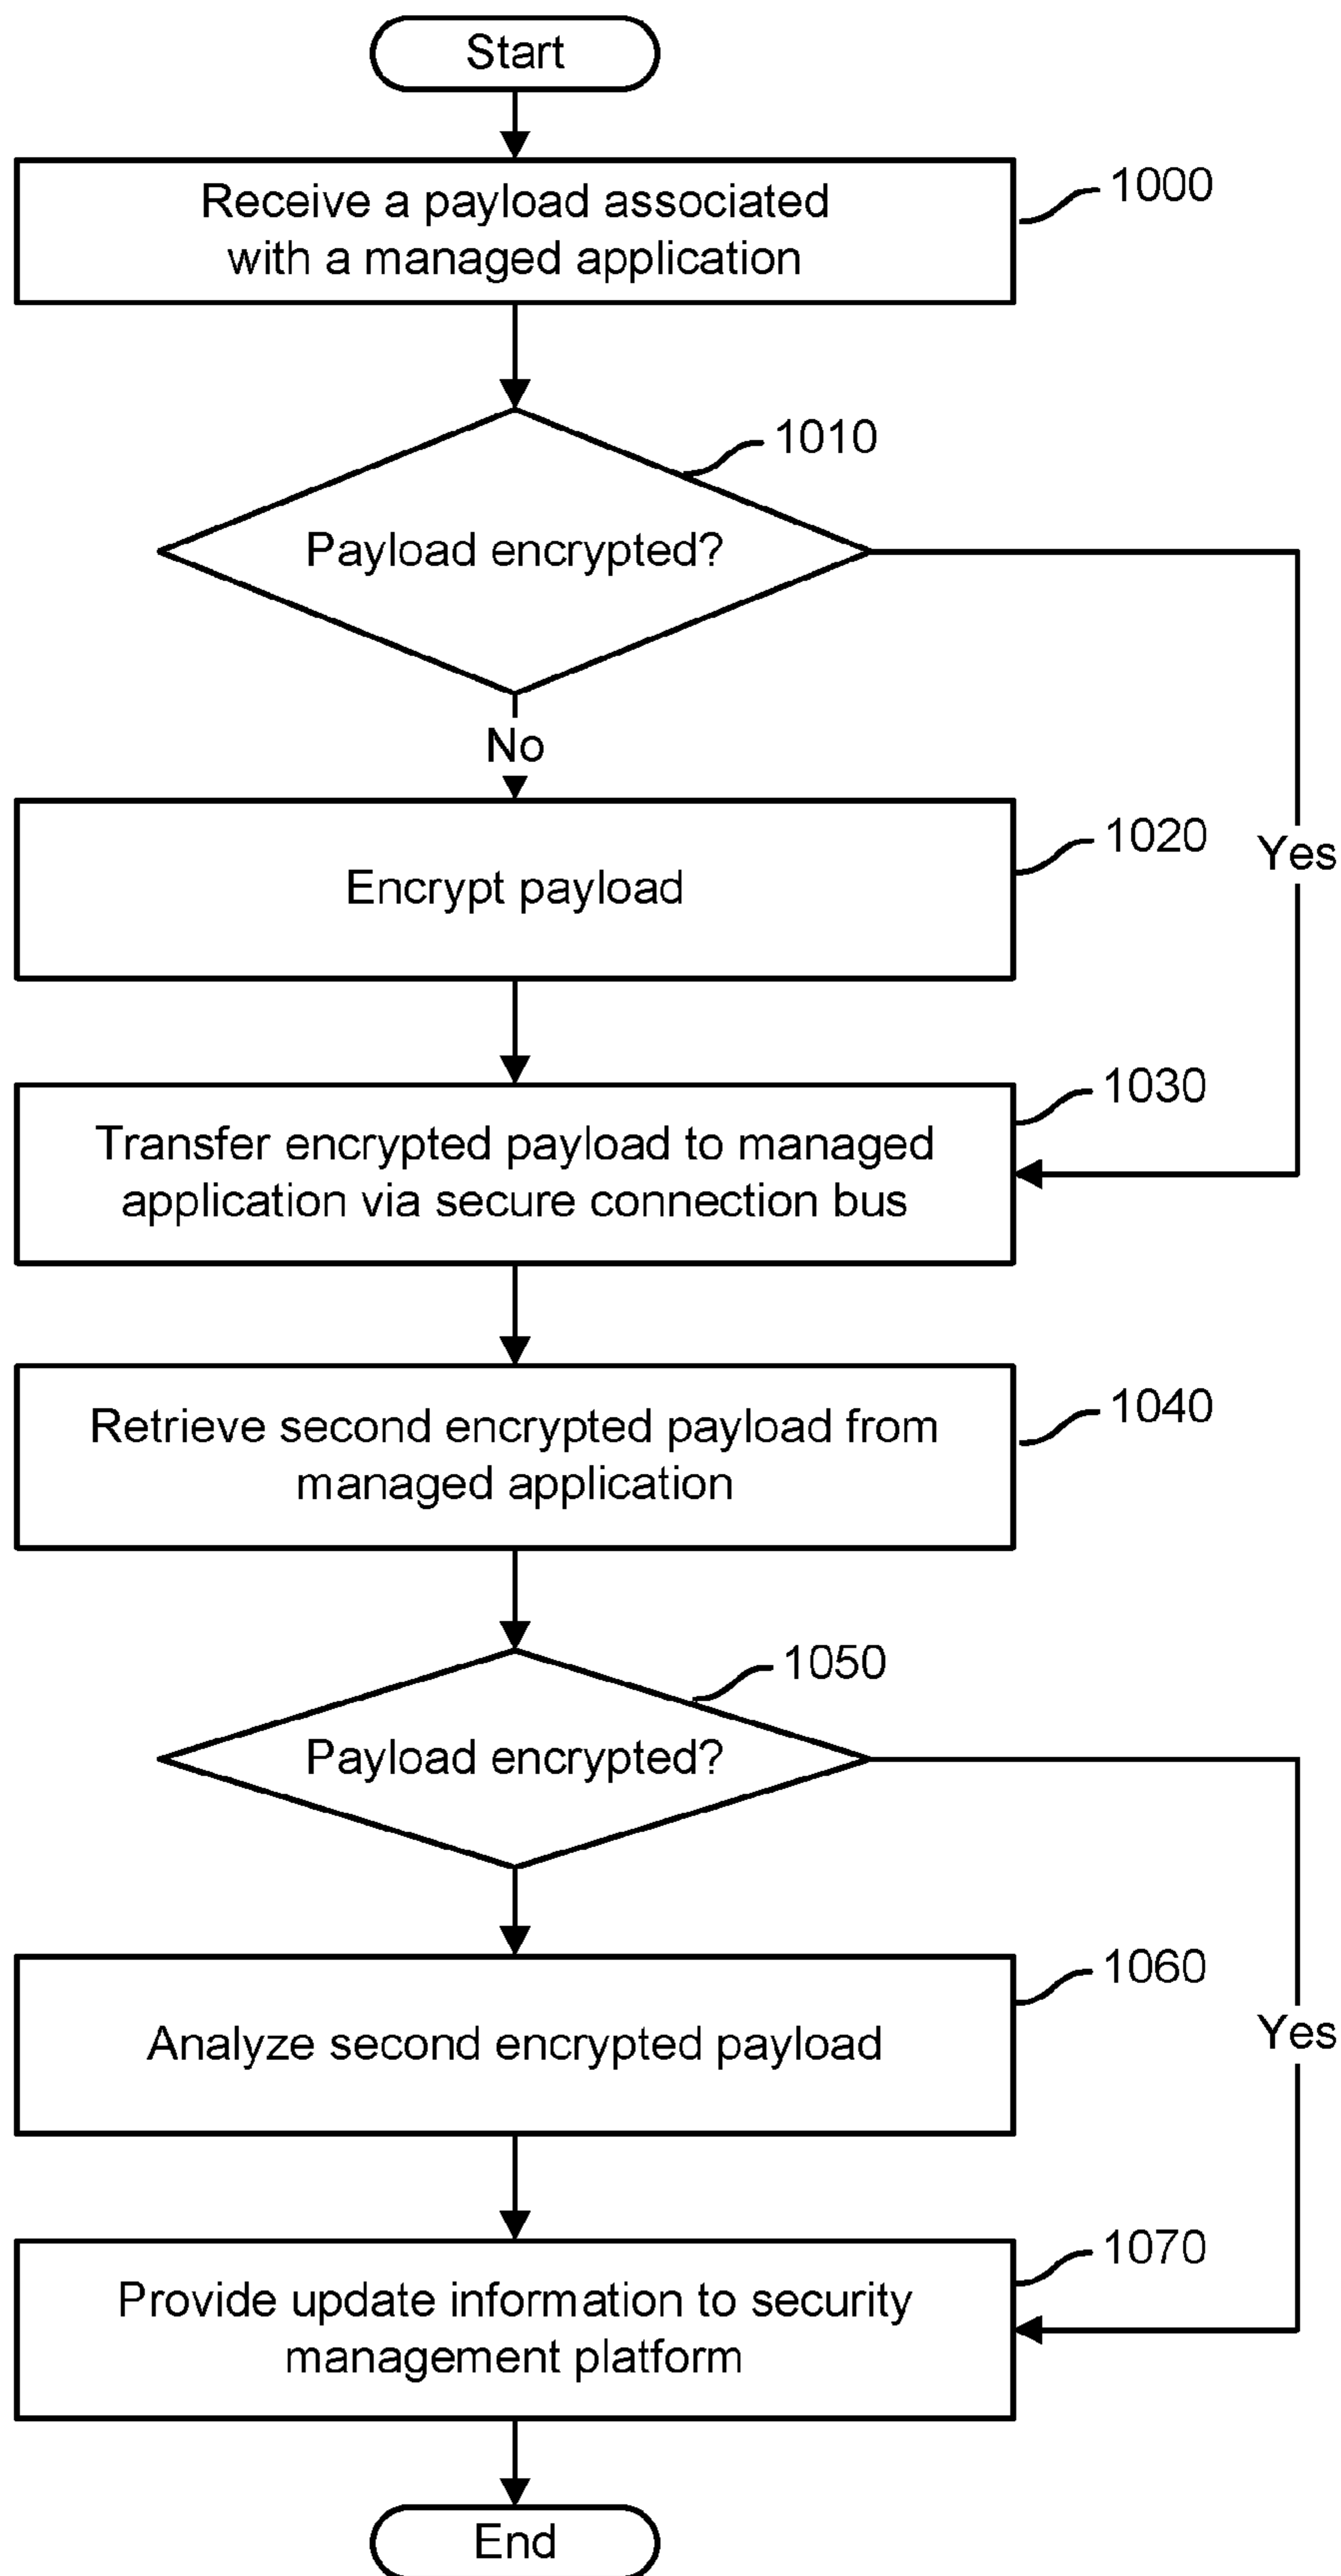 Start
Receive a payload associated
with a managed application
1000
1010
Payload encrypted?
No
Encrypt payload
1020
Yes
Transfer encrypted payload to managed
application via secure connection bus
1030
Retrieve second encrypted payload from
managed application
1040
1050
Payload encrypted?
Analyze second encrypted payload
1060
Yes
Provide update information to security
management platform
1070
End